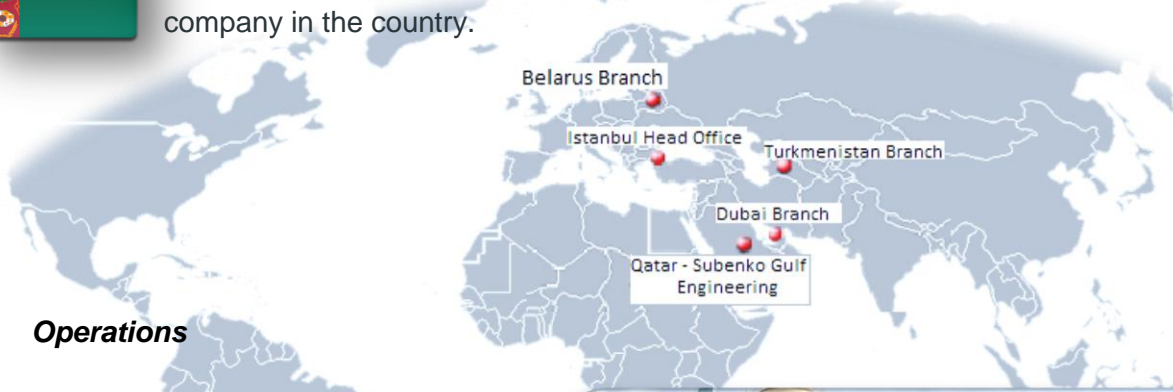 company in the country.
Belarus Branch
Istanbul Head Office
Turkmenistan Branch
Dubai Branch
Qatar - Subenko Gulf
Engineering
Operations